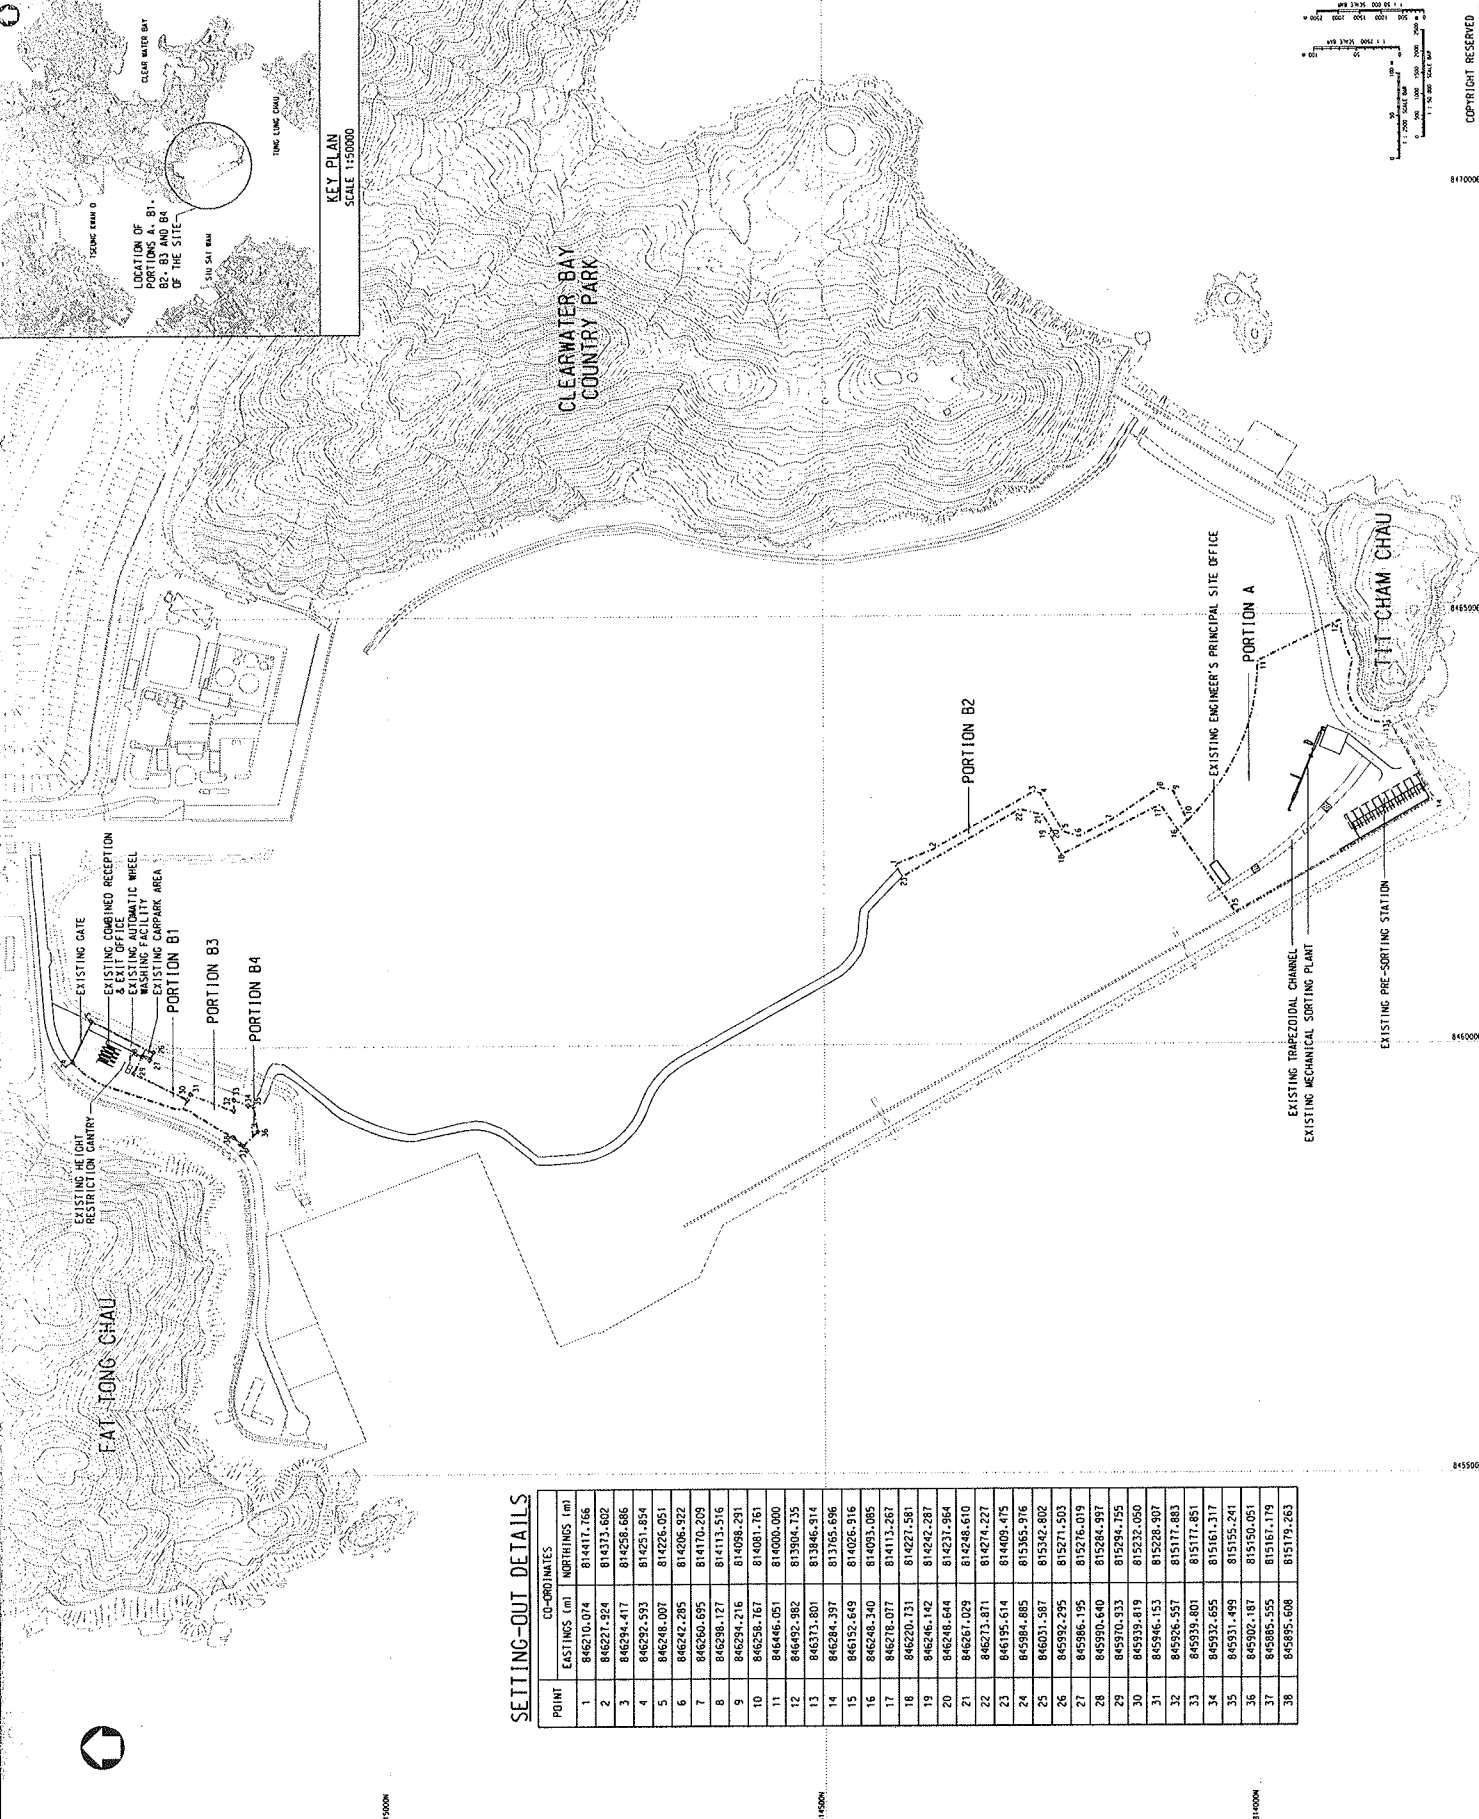 CLEAR WATER BAY
TSEUNG KWAN O
TUNG LUNG CHAU
SIU SAI WAN
LOCATION OF
PORTIONS A, B1,
B2, B3 AND B4
OF THE SITE
KEY PLAN
SCALE 1:50000
CLEARWATER BAY
COUNTRY PARK
FAT TONG CHAU
TIT CHAM CHAU
EXISTING GATE
EXISTING COMBINED RECEPTION
& EXIT OFFICE
EXISTING AUTOMATIC WHEEL
WASHING FACILITY
EXISTING CARPARK AREA
PORTION B1
PORTION B3
PORTION B4
EXISTING HEIGHT
RESTRICTION GANTRY
PORTION B2
EXISTING ENGINEER'S PRINCIPAL SITE OFFICE
PORTION A
EXISTING TRAPEZOIDAL CHANNEL
EXISTING MECHANICAL SORTING PLANT
EXISTING PRE-SORTING STATION
SETTING-OUT DETAILS
POINT CO-ORDINATES
EASTINGS (m) NORTHINGS (m)
1 846210.074 814417.766
2 846227.924 814373.602
3 846294.417 814258.686
4 846292.593 814251.854
5 846248.007 814226.051
6 846242.285 814206.922
7 846260.695 814170.209
8 846298.127 814113.516
9 846294.216 814098.291
10 846258.767 814081.761
11 846446.051 814000.000
12 846492.982 813904.735
13 846373.801 813846.914
14 846284.397 813765.696
15 846152.649 814026.916
16 846248.340 814093.085
17 846278.077 814113.267
18 846220.731 814227.581
19 846246.142 814242.287
20 846248.644 814237.964
21 846267.029 814248.610
22 846273.871 814274.227
23 846195.614 814409.475
24 845984.885 815365.976
25 846031.587 815342.802
26 845992.295 815271.503
27 845986.195 815276.019
28 845990.640 815284.997
29 845970.933 815294.755
30 845939.819 815232.050
31 845946.153 815228.907
32 845926.557 815177.883
33 845939.801 815177.851
34 845932.655 815161.317
35 845931.499 815155.241
36 845902.187 815150.051
37 845885.555 815167.179
38 845895.608 815179.263
1 : 2500 SCALE BAR
1 : 50 000 SCALE BAR
COPYRIGHT RESERVED